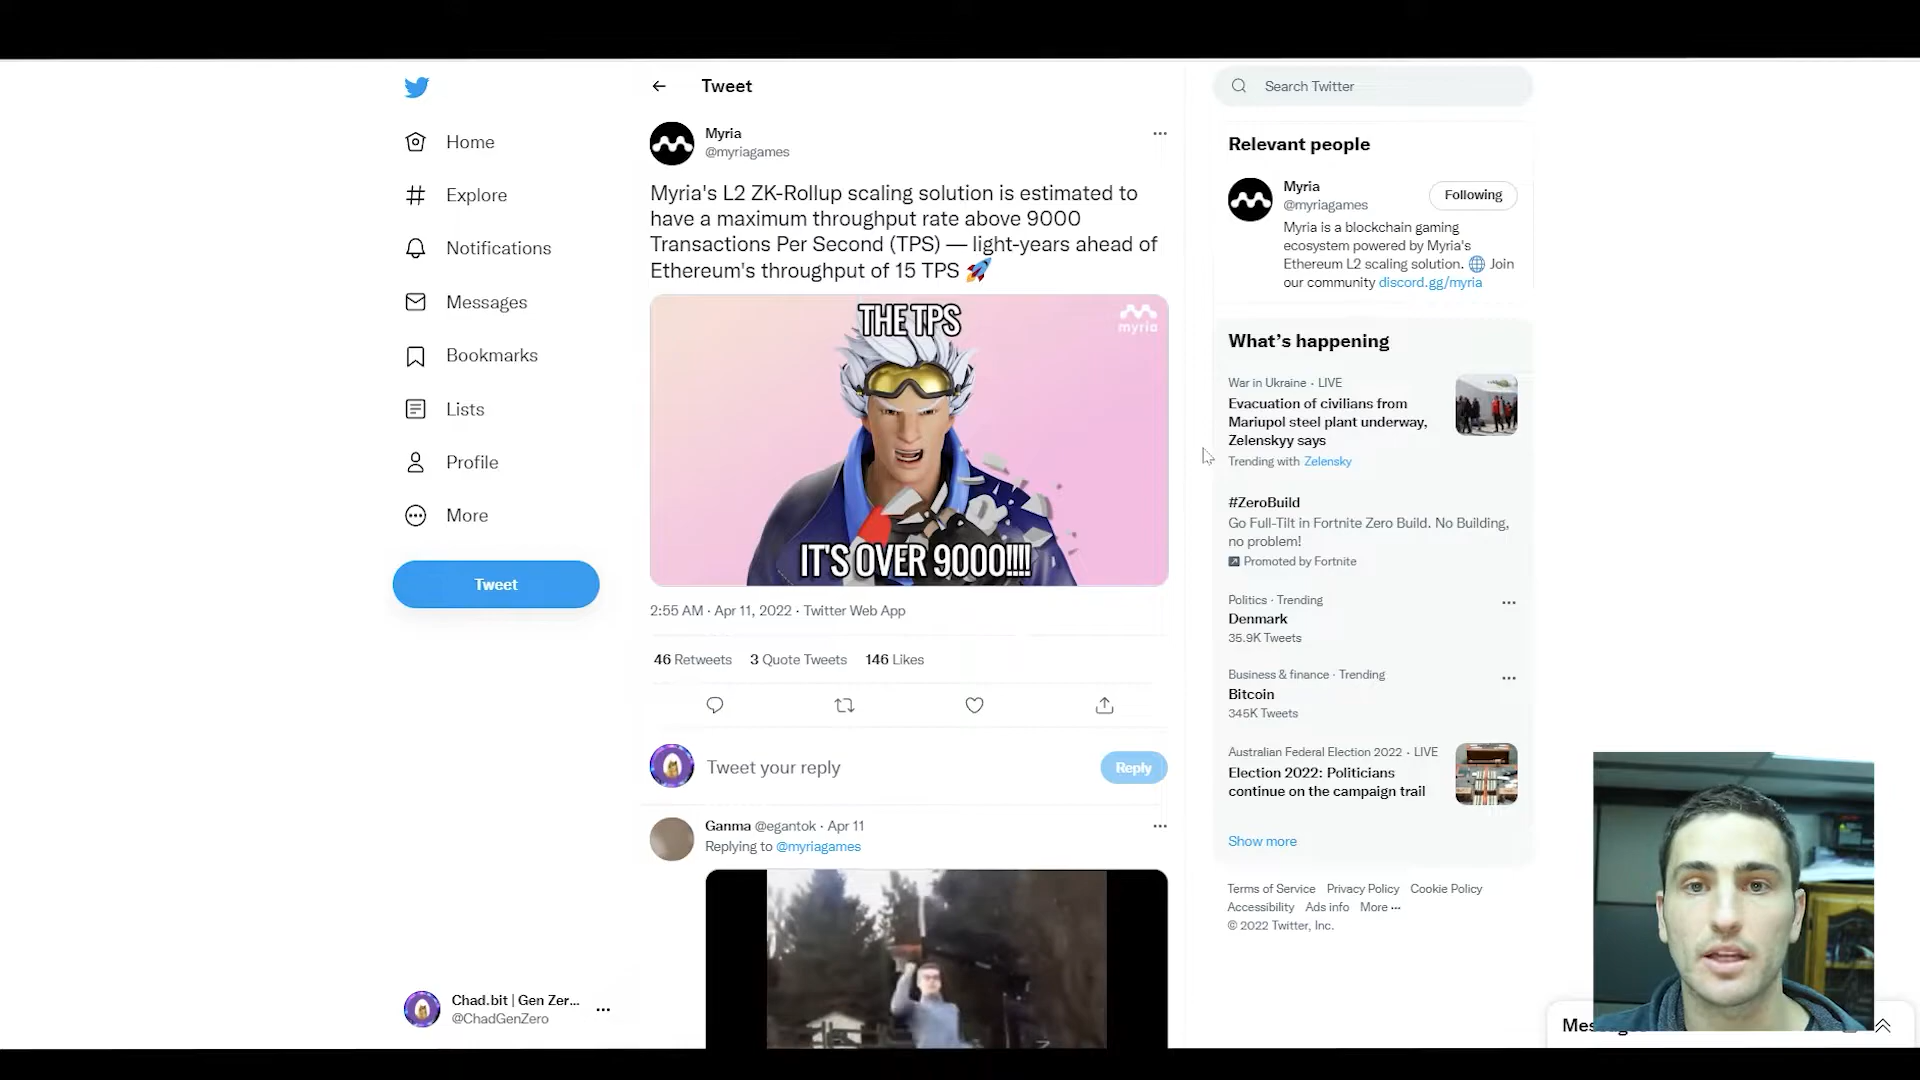 Home
Explore
Notifications
Messages
Bookmarks
Lists
Profile
More
Tweet
Chad.bit | Gen Zer...
@ChadGenZero
Tweet
Myria
@myriagames
Myria's L2 ZK-Rollup scaling solution is estimated to
have a maximum throughput rate above 9000
Transactions Per Second (TPS) — light-years ahead of
Ethereum's throughput of 15 TPS 🚀
THE TPS
myria
IT'S OVER 9000!!!!
2:55 AM · Apr 11, 2022 · Twitter Web App
46 Retweets 3 Quote Tweets 146 Likes
Tweet your reply
Reply
Ganma @egantok · Apr 11
Replying to @myriagames
Search Twitter
Relevant people
Myria
@myriagames
Following
Myria is a blockchain gaming
ecosystem powered by Myria's
Ethereum L2 scaling solution. 🌐 Join
our community discord.gg/myria
What's happening
War in Ukraine · LIVE
Evacuation of civilians from
Mariupol steel plant underway,
Zelenskyy says
Trending with Zelensky
#ZeroBuild
Go Full-Tilt in Fortnite Zero Build. No Building,
no problem!
Promoted by Fortnite
Politics · Trending
Denmark
35.9K Tweets
Business & finance · Trending
Bitcoin
345K Tweets
Australian Federal Election 2022 · LIVE
Election 2022: Politicians
continue on the campaign trail
Show more
Terms of Service Privacy Policy Cookie Policy
Accessibility Ads info More ···
© 2022 Twitter, Inc.